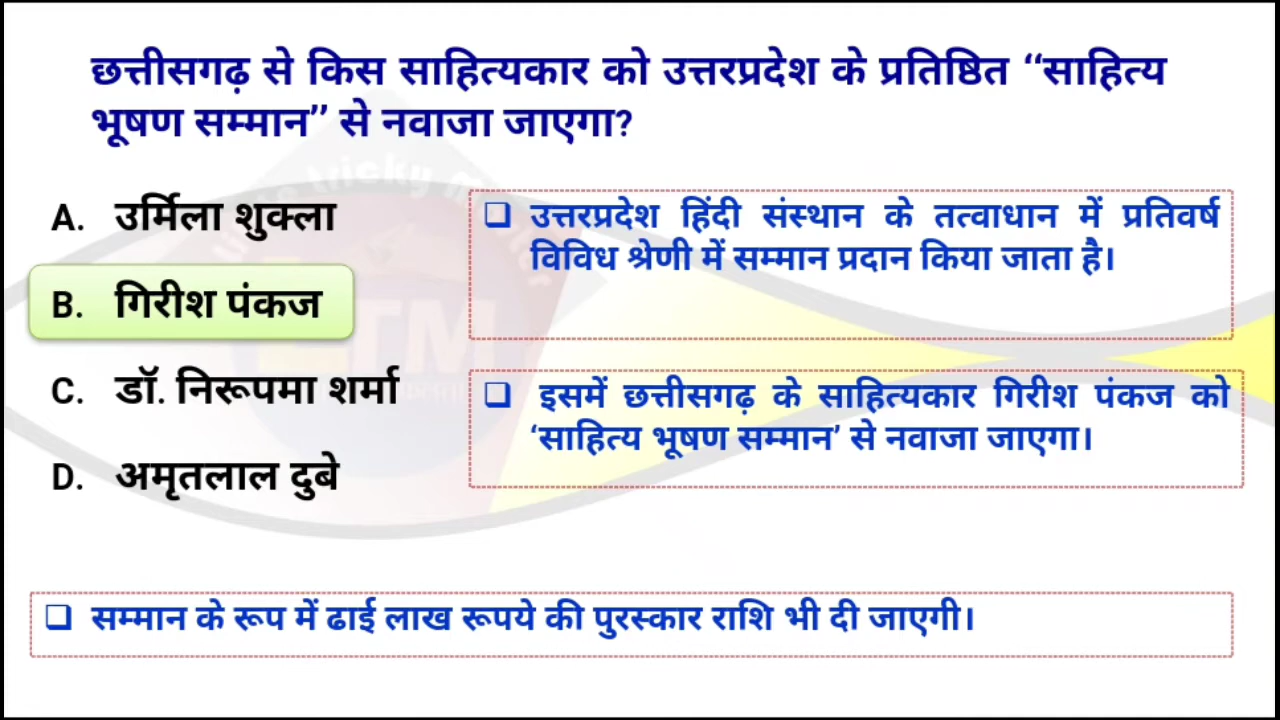 छत्तीसगढ़ से किस साहित्यकार को उत्तरप्रदेश के प्रतिष्ठित “साहित्य
भूषण सम्मान” से नवाजा जाएगा?
A. उर्मिला शुक्ला
B. गिरीश पंकज
C. डॉ. निरूपमा शर्मा
D. अमृतलाल दुबे
❑ उत्तरप्रदेश हिंदी संस्थान के तत्वाधान में प्रतिवर्ष
विविध श्रेणी में सम्मान प्रदान किया जाता है।
❑ इसमें छत्तीसगढ़ के साहित्यकार गिरीश पंकज को
‘साहित्य भूषण सम्मान’ से नवाजा जाएगा।
❑ सम्मान के रूप में ढाई लाख रूपये की पुरस्कार राशि भी दी जाएगी।